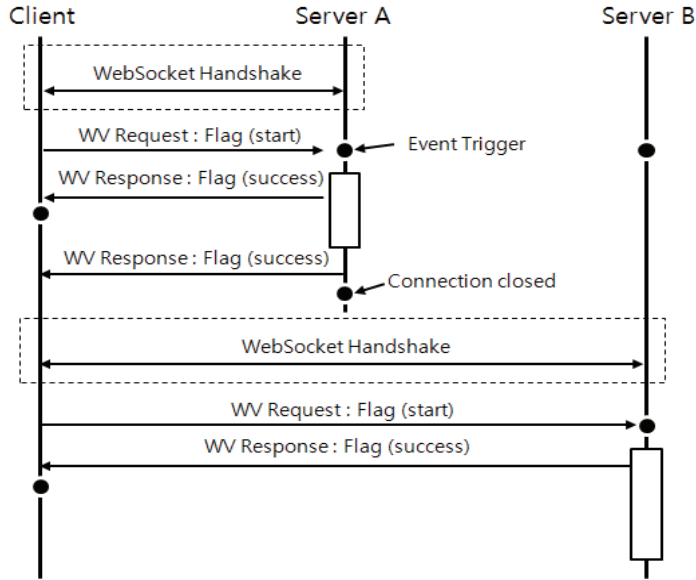 Client
Server A
Server B
WebSocket Handshake
WV Request : Flag (start)
Event Trigger
WV Response : Flag (success)
WV Response : Flag (success)
Connection closed
WebSocket Handshake
WV Request : Flag (start)
WV Response : Flag (success)